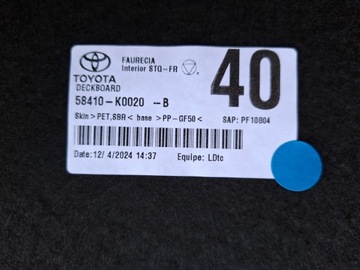 TOYOTA
FAURECIA
Interior STQ-FR
40
DECKBOARD
58410-K0020 -B
Skin>PET,SBR< base >PP-GF50<
SAP: PF10804
Date:12/ 4/2024 14:37
Equipe: LDtc